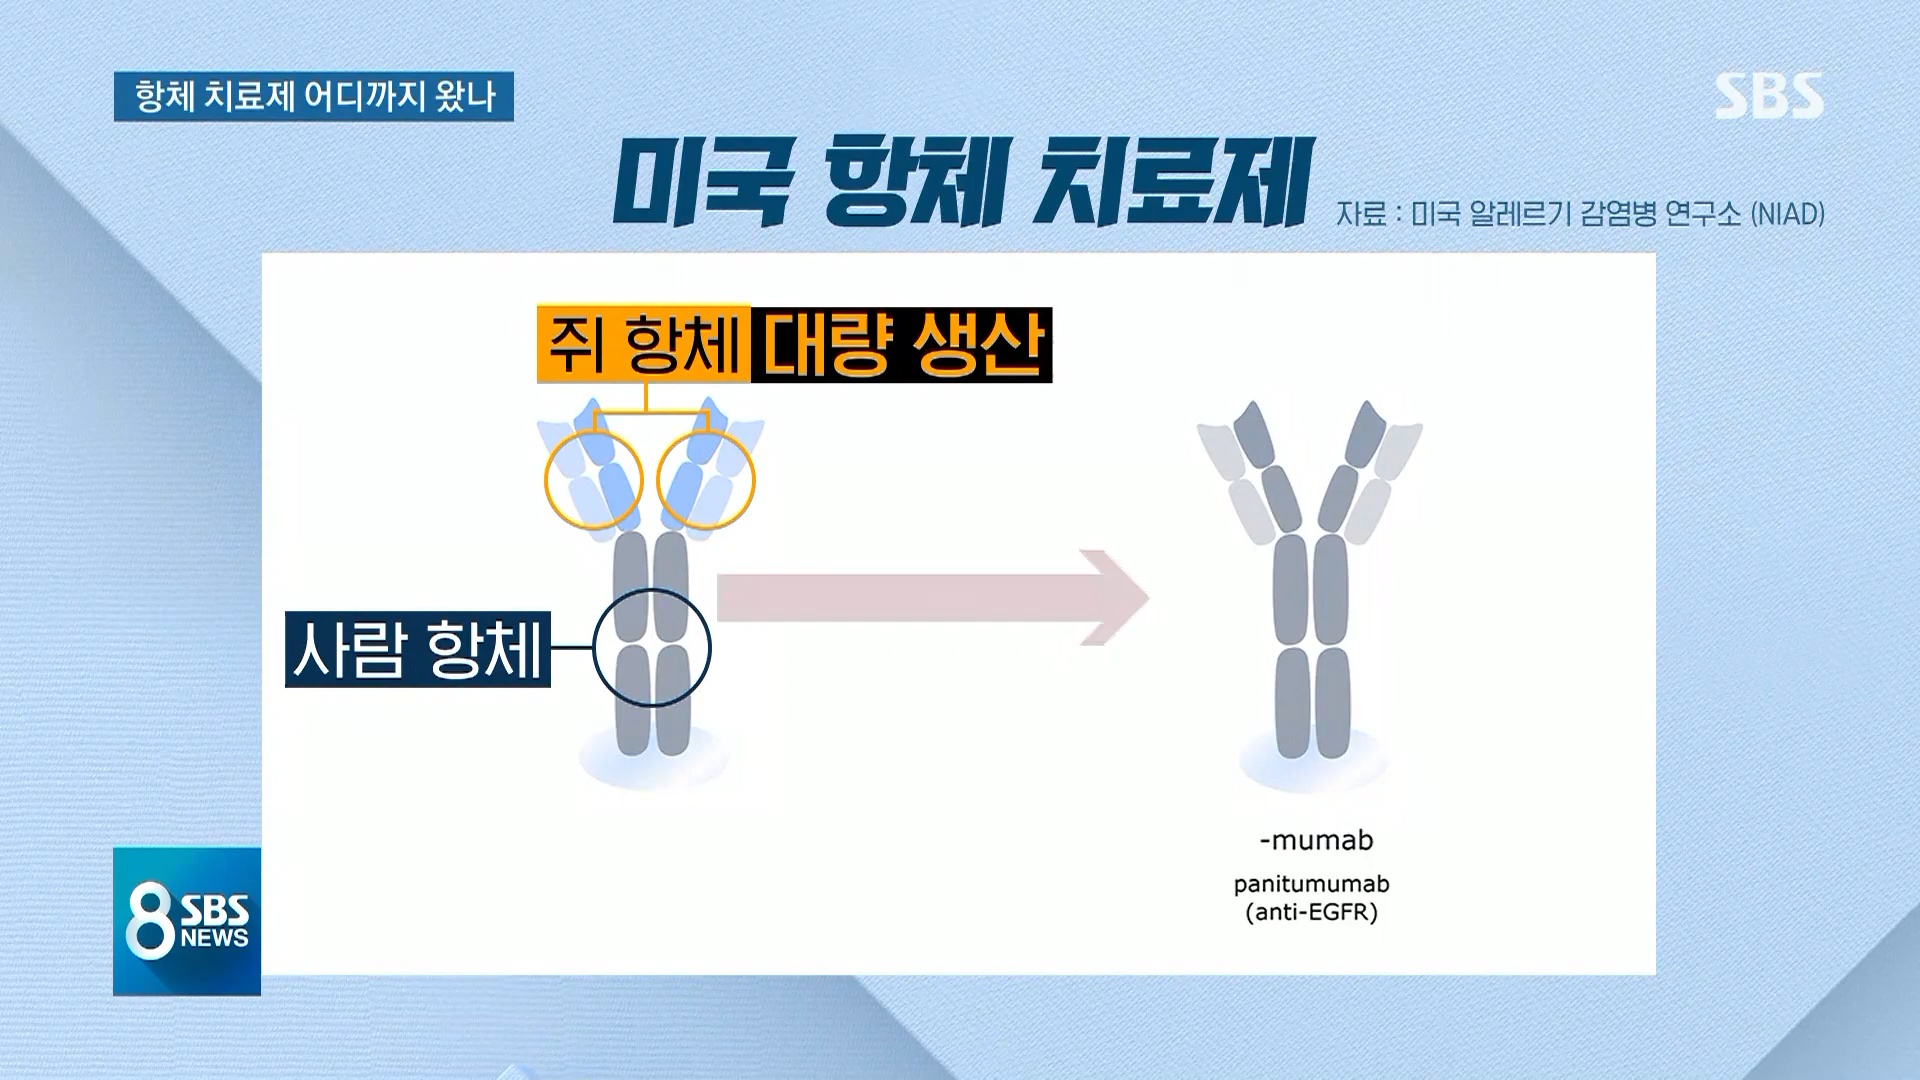 항체 치료제 어디까지 왔나
SBS
미국 항체 치료제
자료 : 미국 알레르기 감염병 연구소 (NIAD)
쥐 항체 대량 생산
사람 항체
-mumab
panitumumab
(anti-EGFR)
8 SBS
NEWS